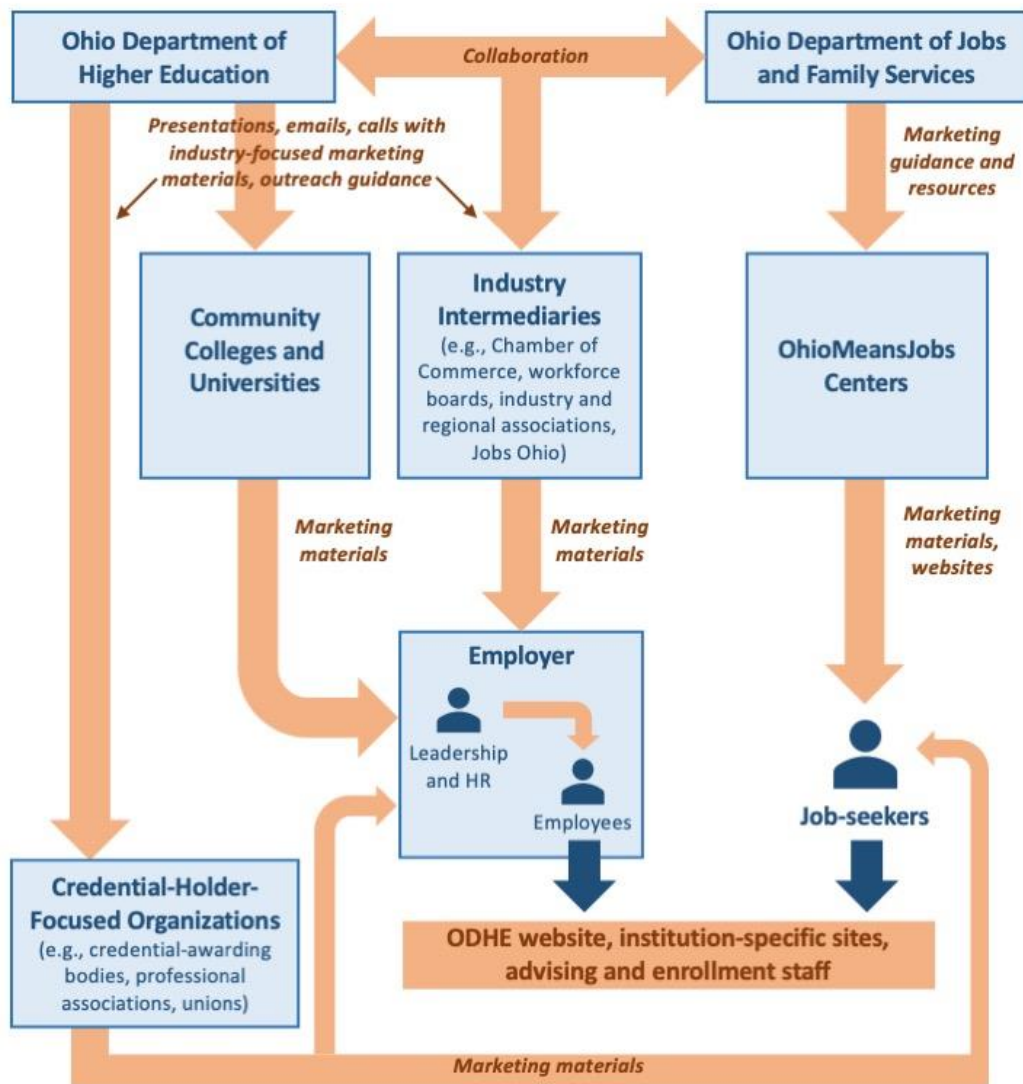 Ohio Department of
Higher Education
Collaboration
Ohio Department of Jobs
and Family Services
Presentations, emails, calls with
industry-focused marketing
materials, outreach guidance
Marketing
guidance and
resources
Community
Colleges and
Universities
Industry
Intermediaries
(e.g., Chamber of
Commerce, workforce
boards, industry and
regional associations,
Jobs Ohio)
OhioMeansJobs
Centers
Marketing
materials
Marketing
materials
Marketing
materials,
websites
Employer
Leadership
and HR
Employees
Job-seekers
Credential-Holder-
Focused Organizations
(e.g., credential-awarding
bodies, professional
associations, unions)
ODHE website, institution-specific sites,
advising and enrollment staff
Marketing materials